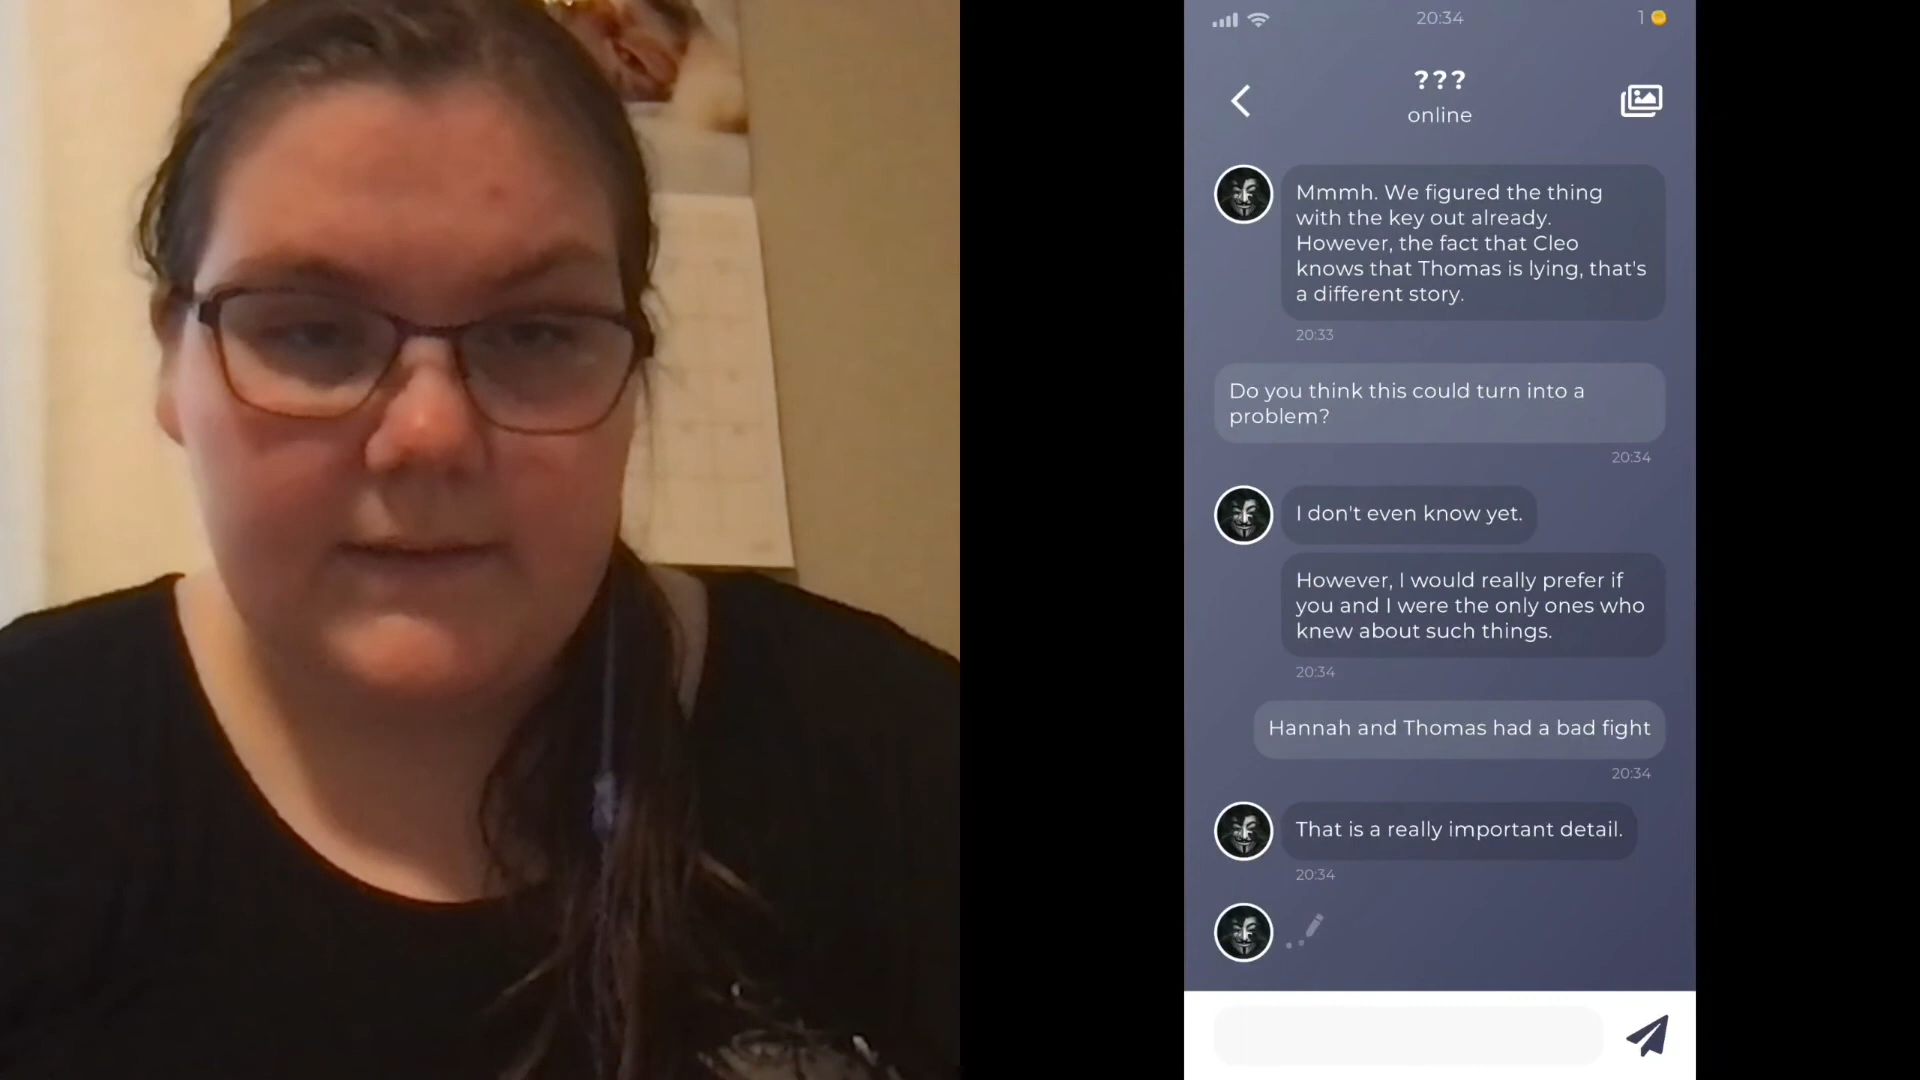 20:34
1
???
online
Mmmh. We figured the thing
with the key out already.
However, the fact that Cleo
knows that Thomas is lying, that's
a different story.
20:33
Do you think this could turn into a
problem?
20:34
I don't even know yet.
However, I would really prefer if
you and I were the only ones who
knew about such things.
20:34
Hannah and Thomas had a bad fight
20:34
That is a really important detail.
20:34